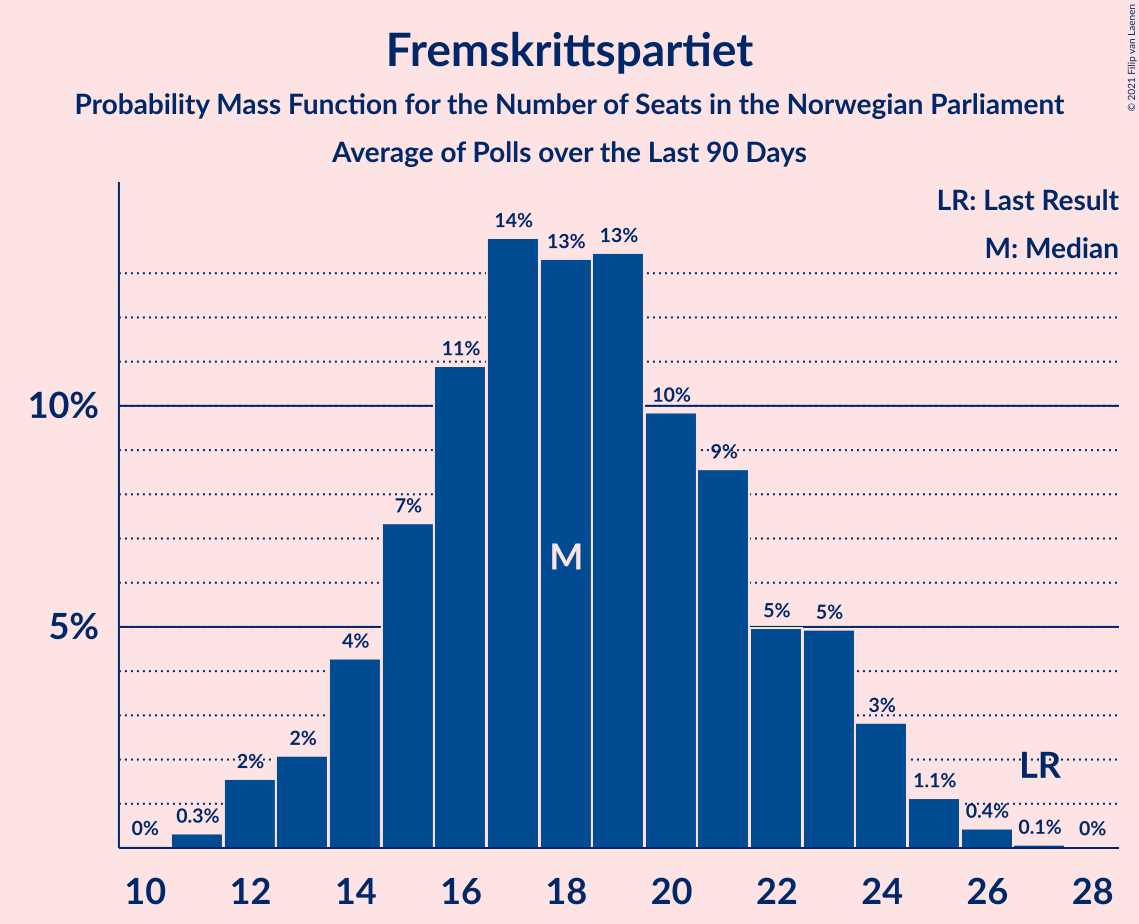 Fremskrittspartiet
Probability Mass Function for the Number of Seats in the Norwegian Parliament
Average of Polls over the Last 90 Days
© 2021 Filip van Laenen
LR: Last Result
M: Median
14%
13%
13%
11%
10%
10%
9%
7%
M
5%
5%
5%
4%
3%
2%
2%
LR
1.1%
0.3%
0.4%
0%
0.1%
0%
10 12 14 16 18 20 22 24 26 28